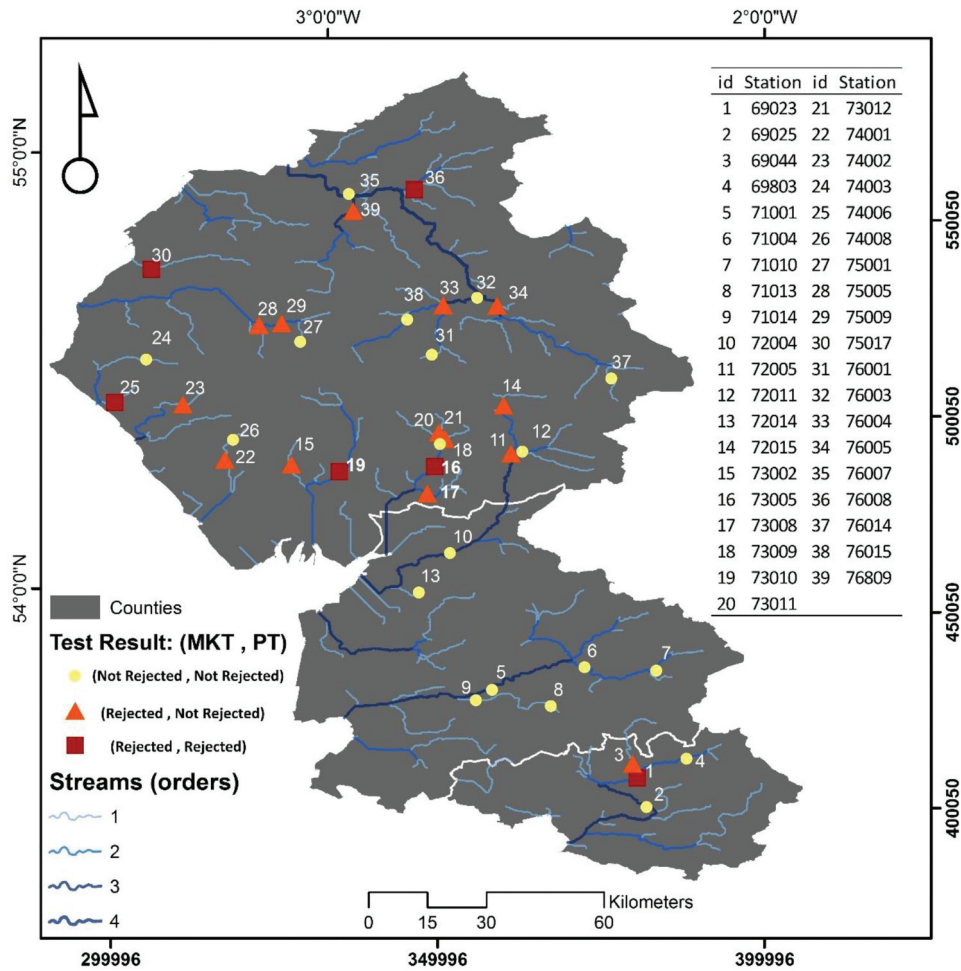 3°0'0"W 2°0'0"W
55°0'0"N
54°0'0"N
550050
500050
450050
400050
id Station id Station
1 69023 21 73012
2 69025 22 74001
3 69044 23 74002
4 69803 24 74003
5 71001 25 74006
6 71004 26 74008
7 71010 27 75001
8 71013 28 75005
9 71014 29 75009
10 72004 30 75017
11 72005 31 76001
12 72011 32 76003
13 72014 33 76004
14 72015 34 76005
15 73002 35 76007
16 73005 36 76008
17 73008 37 76014
18 73009 38 76015
19 73010 39 76809
20 73011
35
36
39
30
33
32
34
38
28
29
27
31
24
37
25
23
14
20
21
26
18
11
12
22
15
19
16
17
10
13
6
7
5
9
8
3
1
4
2
Counties
Test Result: (MKT , PT)
(Not Rejected , Not Rejected)
(Rejected , Not Rejected)
(Rejected , Rejected)
Streams (orders)
1
2
3
4
Kilometers
0 15 30 60
299996 349996 399996